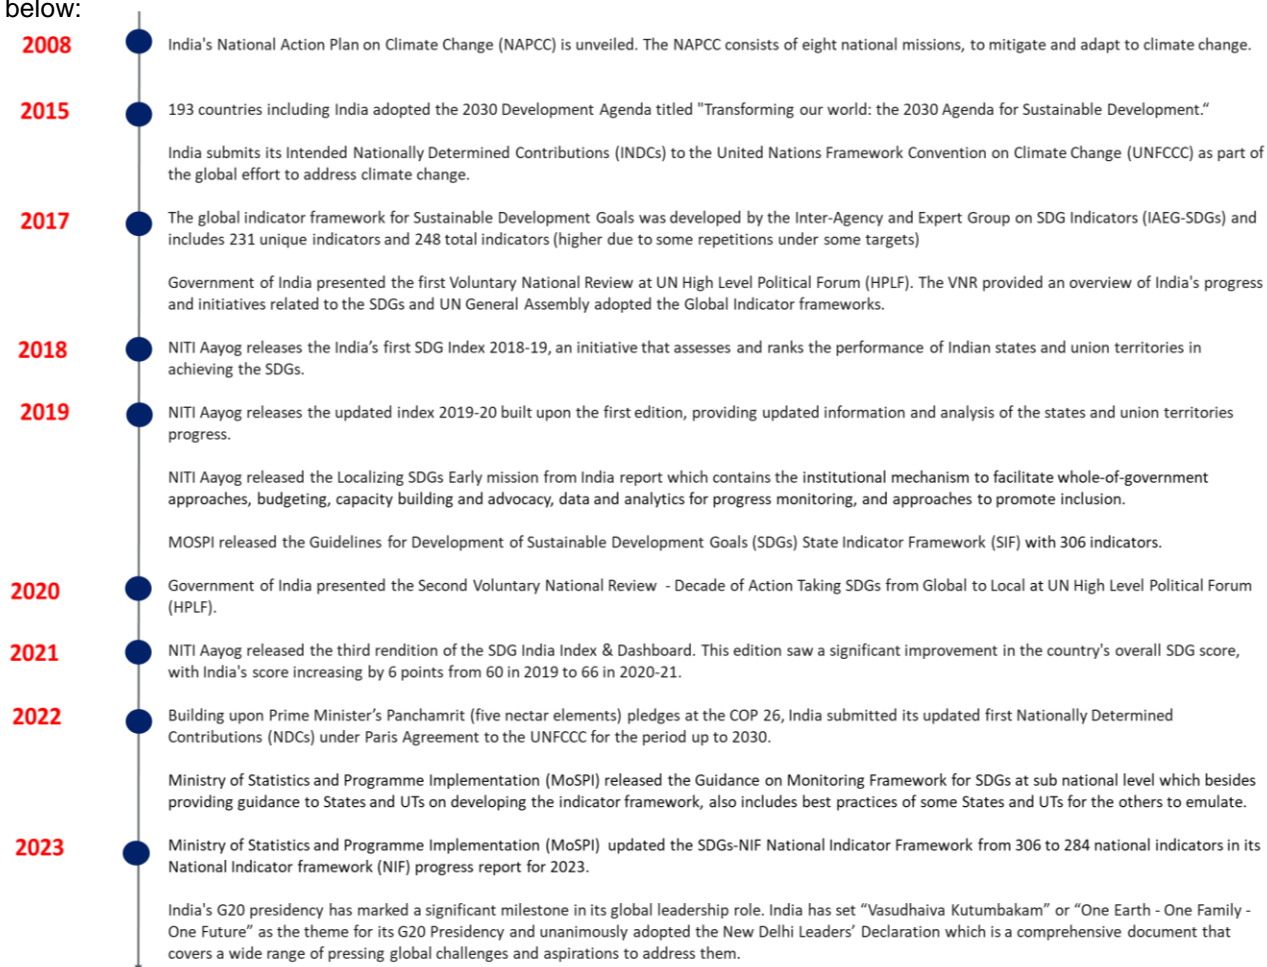 below:
2008
India's National Action Plan on Climate Change (NAPCC) is unveiled. The NAPCC consists of eight national missions, to mitigate and adapt to climate change.
2015
193 countries including India adopted the 2030 Development Agenda titled "Transforming our world: the 2030 Agenda for Sustainable Development.“
India submits its Intended Nationally Determined Contributions (INDCs) to the United Nations Framework Convention on Climate Change (UNFCCC) as part of
the global effort to address climate change.
2017
The global indicator framework for Sustainable Development Goals was developed by the Inter-Agency and Expert Group on SDG Indicators (IAEG-SDGs) and
includes 231 unique indicators and 248 total indicators (higher due to some repetitions under some targets)
Government of India presented the first Voluntary National Review at UN High Level Political Forum (HPLF). The VNR provided an overview of India's progress
and initiatives related to the SDGs and UN General Assembly adopted the Global Indicator frameworks.
2018
NITI Aayog releases the India’s first SDG Index 2018-19, an initiative that assesses and ranks the performance of Indian states and union territories in
achieving the SDGs.
2019
NITI Aayog releases the updated index 2019-20 built upon the first edition, providing updated information and analysis of the states and union territories
progress.
NITI Aayog released the Localizing SDGs Early mission from India report which contains the institutional mechanism to facilitate whole-of-government
approaches, budgeting, capacity building and advocacy, data and analytics for progress monitoring, and approaches to promote inclusion.
MOSPI released the Guidelines for Development of Sustainable Development Goals (SDGs) State Indicator Framework (SIF) with 306 indicators.
2020
Government of India presented the Second Voluntary National Review - Decade of Action Taking SDGs from Global to Local at UN High Level Political Forum
(HPLF).
2021
NITI Aayog released the third rendition of the SDG India Index & Dashboard. This edition saw a significant improvement in the country's overall SDG score,
with India's score increasing by 6 points from 60 in 2019 to 66 in 2020-21.
2022
Building upon Prime Minister’s Panchamrit (five nectar elements) pledges at the COP 26, India submitted its updated first Nationally Determined
Contributions (NDCs) under Paris Agreement to the UNFCCC for the period up to 2030.
Ministry of Statistics and Programme Implementation (MoSPI) released the Guidance on Monitoring Framework for SDGs at sub national level which besides
providing guidance to States and UTs on developing the indicator framework, also includes best practices of some States and UTs for the others to emulate.
2023
Ministry of Statistics and Programme Implementation (MoSPI) updated the SDGs-NIF National Indicator Framework from 306 to 284 national indicators in its
National Indicator framework (NIF) progress report for 2023.
India's G20 presidency has marked a significant milestone in its global leadership role. India has set “Vasudhaiva Kutumbakam” or “One Earth - One Family -
One Future” as the theme for its G20 Presidency and unanimously adopted the New Delhi Leaders’ Declaration which is a comprehensive document that
covers a wide range of pressing global challenges and aspirations to address them.